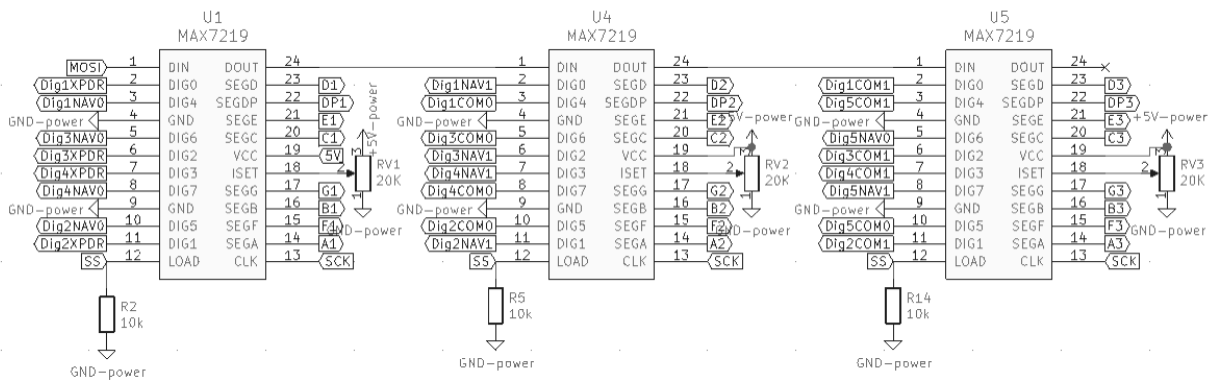 U1
MAX7219
MOSI 1 DIN DOUT 24
Dig1XPDR 2 DIG0 SEGD 23 D1
Dig1NAV0 3 DIG4 SEGDP 22 DP1
GND-power 4 GND SEGE 21 E1
Dig3NAV0 5 DIG6 SEGC 20 C1
Dig3XPDR 6 DIG2 VCC 19 5V
Dig4XPDR 7 DIG3 ISET 18
Dig4NAV0 8 DIG7 SEGG 17 G1
GND-power 9 GND SEGB 16 B1
Dig2NAV0 10 DIG5 SEGF 15 F1
Dig2XPDR 11 DIG1 SEGA 14 A1
SS 12 LOAD CLK 13 SCK
+5V-power
3
2
1
RV1
20K
GND-power
R2
10k
GND-power
U4
MAX7219
1 DIN DOUT 24
Dig1NAV1 2 DIG0 SEGD 23 D2
Dig1COM0 3 DIG4 SEGDP 22 DP2
GND-power 4 GND SEGE 21 E2
Dig3COM0 5 DIG6 SEGC 20 C2
Dig3NAV1 6 DIG2 VCC 19
Dig4NAV1 7 DIG3 ISET 18
Dig4COM0 8 DIG7 SEGG 17 G2
GND-power 9 GND SEGB 16 B2
Dig2COM0 10 DIG5 SEGF 15 F2
Dig2NAV1 11 DIG1 SEGA 14 A2
SS 12 LOAD CLK 13 SCK
+5V-power
3
2
1
RV2
20K
GND-power
R5
10k
GND-power
U5
MAX7219
1 DIN DOUT 24
Dig1COM1 2 DIG0 SEGD 23 D3
Dig5COM1 3 DIG4 SEGDP 22 DP3
GND-power 4 GND SEGE 21 E3
Dig5NAV0 5 DIG6 SEGC 20 C3
Dig3COM1 6 DIG2 VCC 19
Dig4COM1 7 DIG3 ISET 18
Dig5NAV1 8 DIG7 SEGG 17 G3
GND-power 9 GND SEGB 16 B3
Dig5COM0 10 DIG5 SEGF 15 F3
Dig2COM1 11 DIG1 SEGA 14 A3
SS 12 LOAD CLK 13 SCK
+5V-power
3
2
1
RV3
20K
GND-power
R14
10k
GND-power